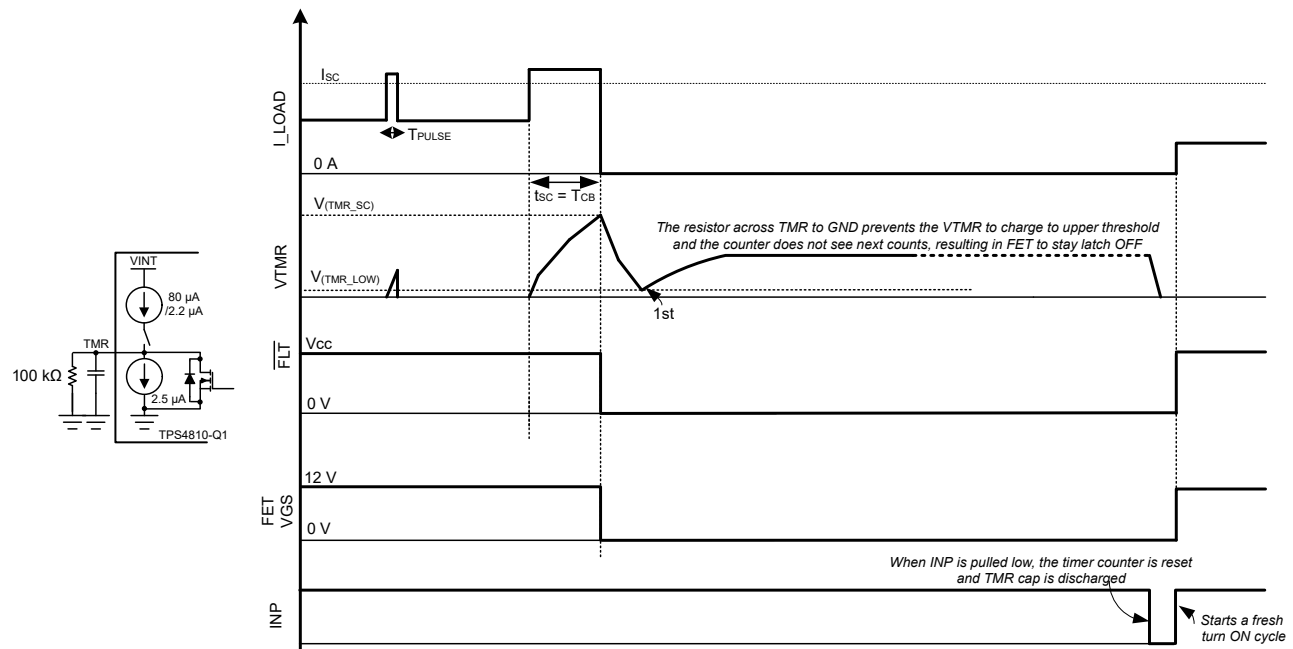 I_LOAD
ISC
TPULSE
0 A
tSC = TCB
VTMR
V(TMR_SC)
The resistor across TMR to GND prevents the VTMR to charge to upper threshold
and the counter does not see next counts, resulting in FET to stay latch OFF
V(TMR_LOW)
1st
VINT
80 µA
/2.2 µA
TMR
100 kΩ
2.5 µA
TPS4810-Q1
FLT
Vcc
0 V
FET
VGS
12 V
0 V
When INP is pulled low, the timer counter is reset
and TMR cap is discharged
INP
Starts a fresh
turn ON cycle